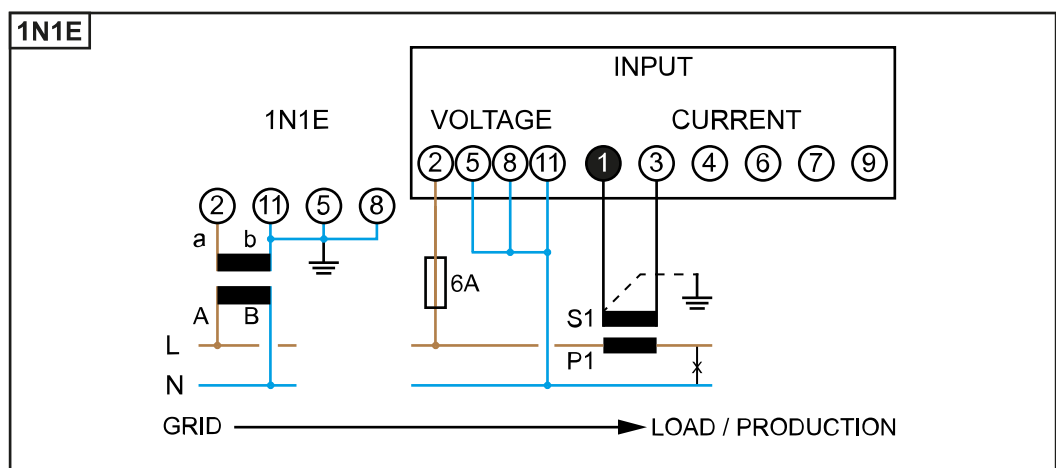 1N1E
INPUT
1N1E
VOLTAGE
CURRENT
2 5 8 11 1 3 4 6 7 9
2 11 5 8
a b
6A
A B
S1
L
P1
x
N
GRID
LOAD / PRODUCTION